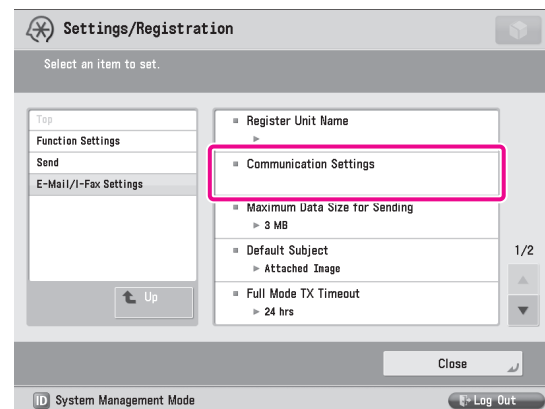 Settings/Registration
Select an item to set.
Top
Function Settings
Send
E-Mail/I-Fax Settings
Up
Register Unit Name
Communication Settings
Maximum Data Size for Sending
3 MB
Default Subject
Attached Image
Full Mode TX Timeout
24 hrs
1/2
Close
ID System Management Mode
Log Out